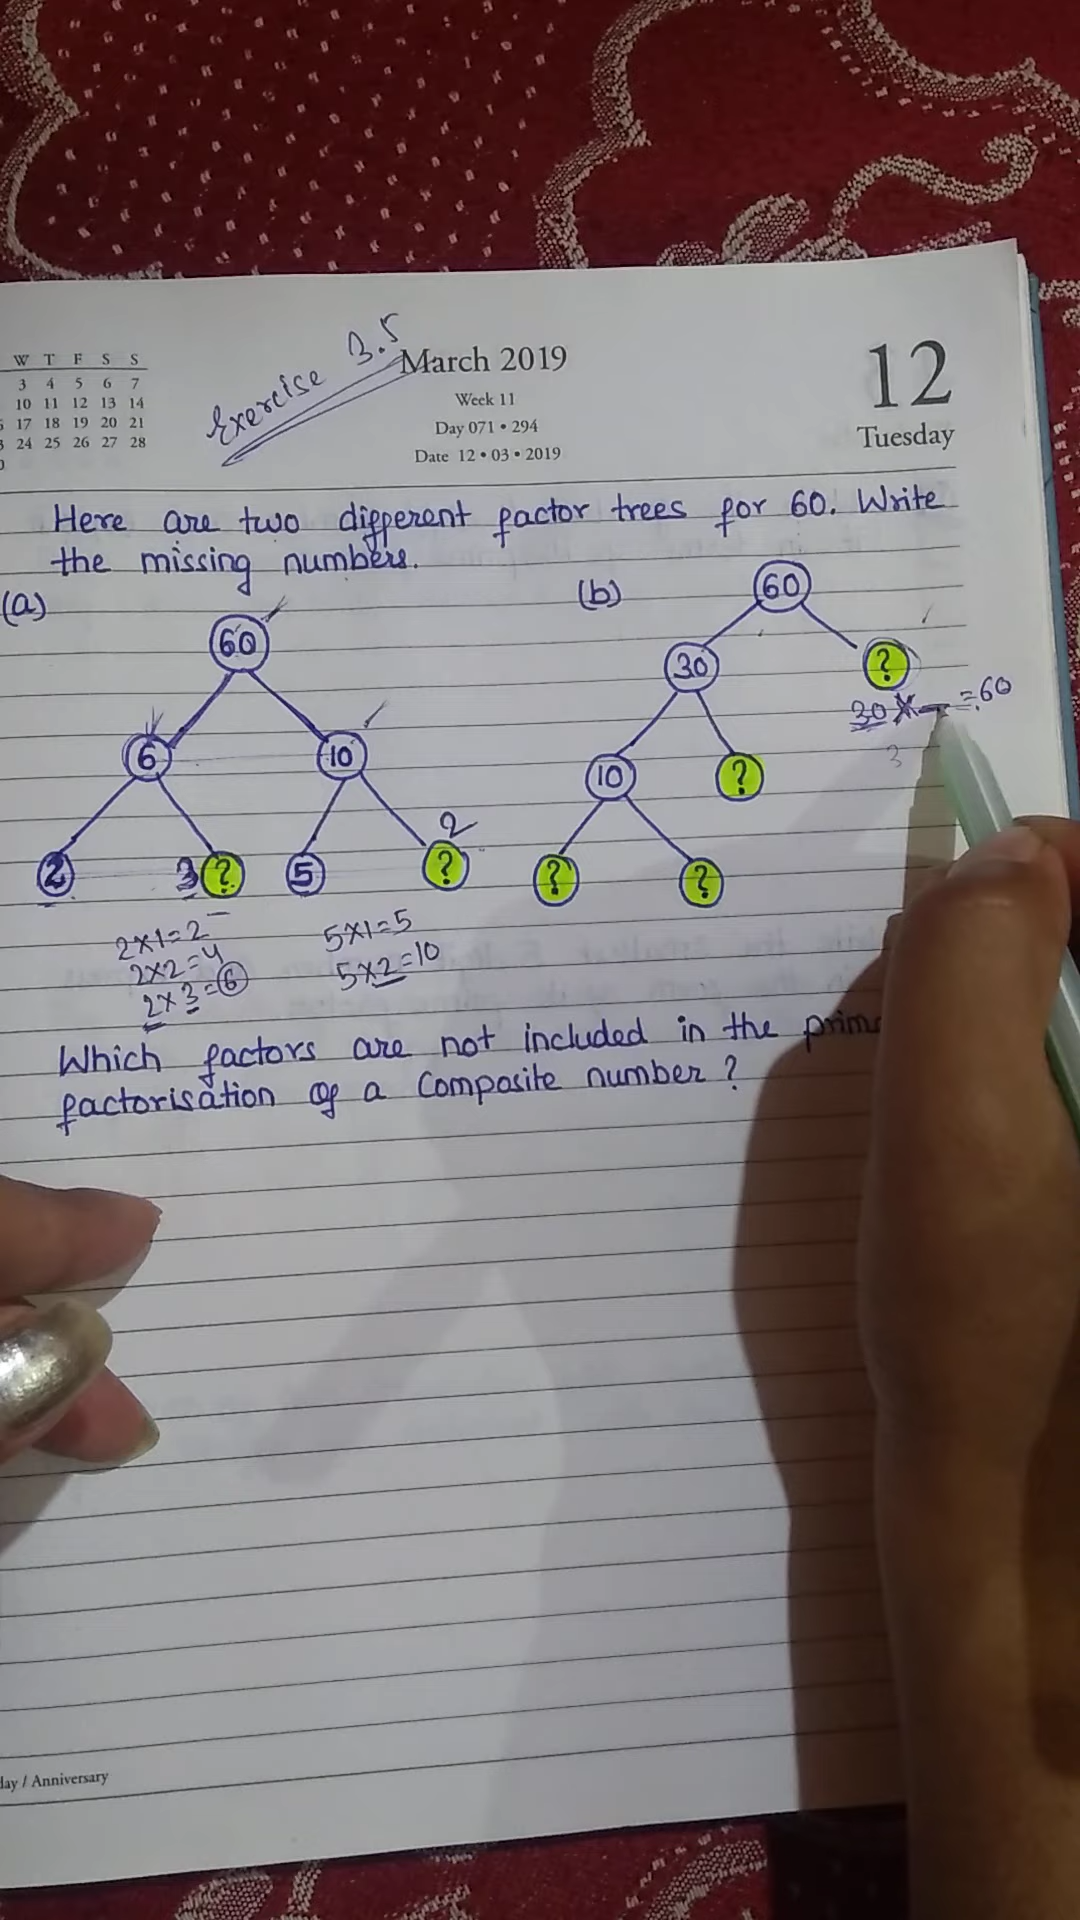 W T F S S
3 4 5 6 7
10 11 12 13 14
17 18 19 20 21
24 25 26 27 28
Exercise 3.5
March 2019
Week 11
Day 071 • 294
Date 12 • 03 • 2019
12
Tuesday
Here are two different factor trees for 60. Write
the missing numbers.
(a)
60
6 10
2 3 ? 5 ? 2
2×1=2
2×2=4
2×3=6
5×1=5
5×2=10
(b)
60
30 ?
30× =60
3
10 ?
? ?
Which factors are not included in the prim
factorisation of a Composite number?
day / Anniversary